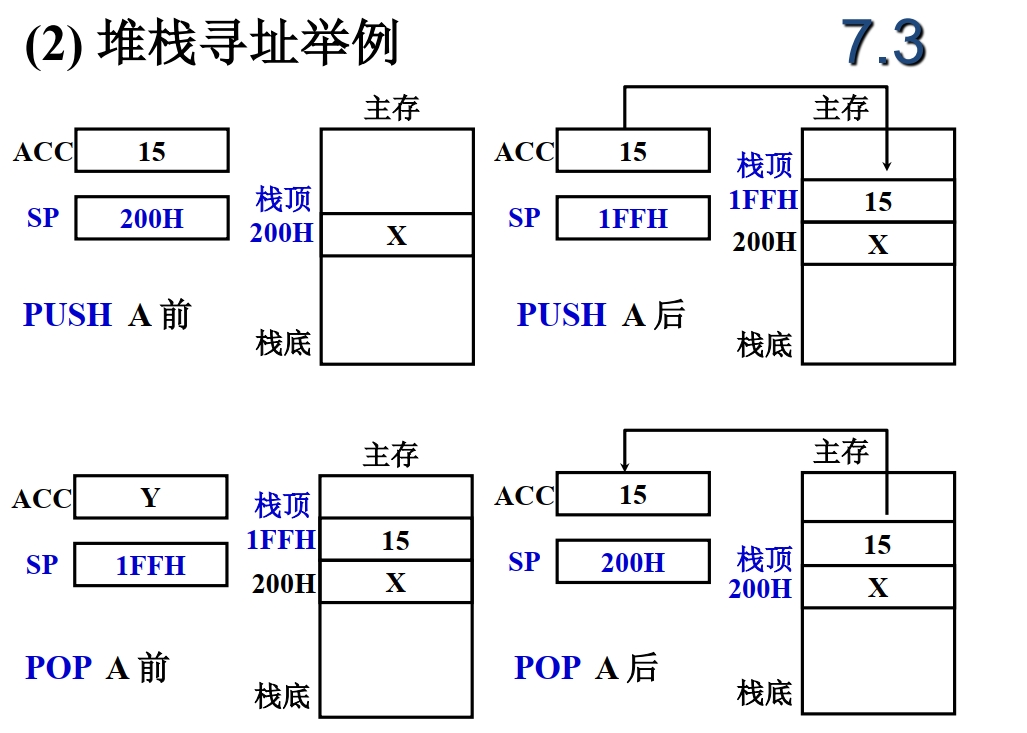 (2) 堆栈寻址举例
7.3
主存
ACC 15
SP 200H
栈顶
200H X
栈底
PUSH A 前
主存
ACC 15
SP 1FFH
栈顶
1FFH 15
200H X
栈底
PUSH A 后
主存
ACC Y
SP 1FFH
栈顶
1FFH 15
200H X
栈底
POP A 前
主存
ACC 15
SP 200H
15
栈顶
200H X
栈底
POP A 后